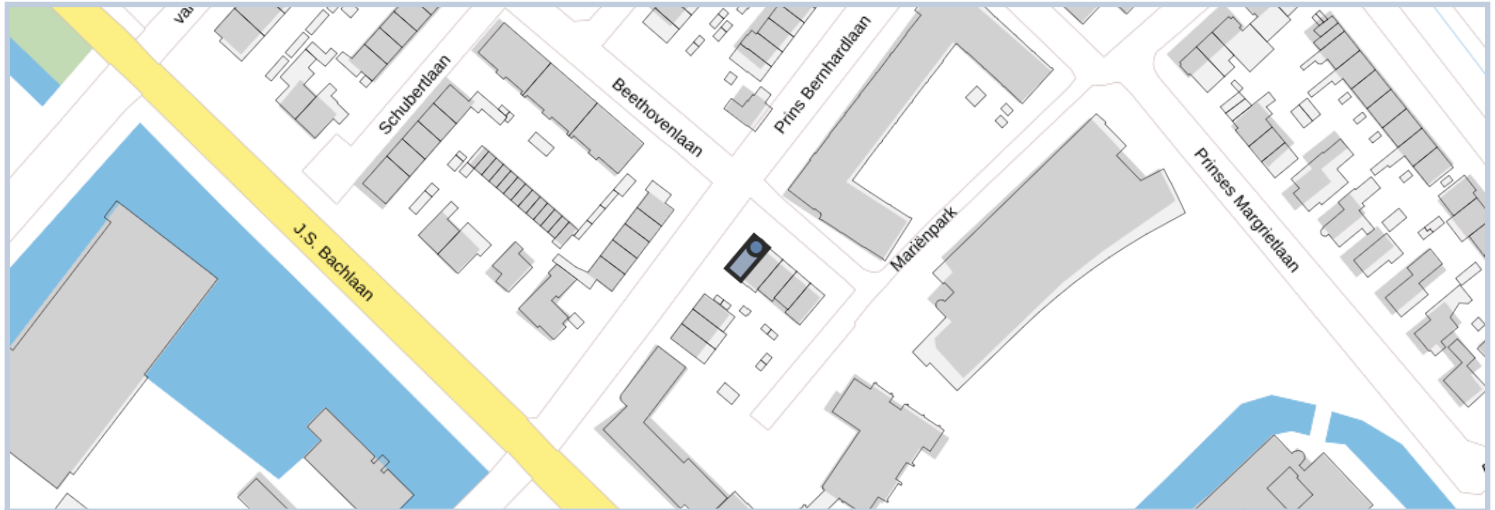 Schubertlaan
Beethovenlaan
Prins Bernhardlaan
J.S. Bachlaan
Mariënpark
Prinses Margrietlaan